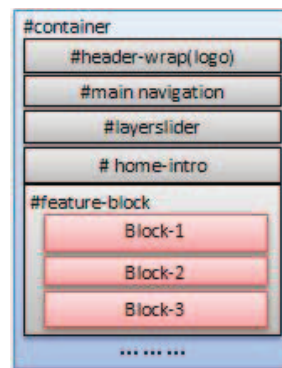 #container
#header-wrap(logo)
#main navigation
#layerslider
# home-intro
#feature-block
Block-1
Block-2
Block-3
... ... ...